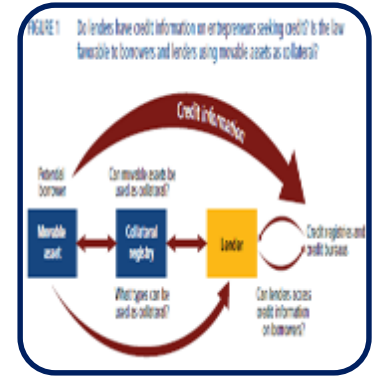 FIGURE 1 Do lenders have credit information on entrepreneurs seeking credit? Is the law
favorable to borrowers and lenders using movable assets as collateral?
Credit information
Potential
borrower
Can movable assets be
used as collateral?
Movable
asset
Collateral
registry
Lender
Credit registries and
credit bureaus
What types can be
used as collateral?
Can lenders access
credit information
on borrowers?